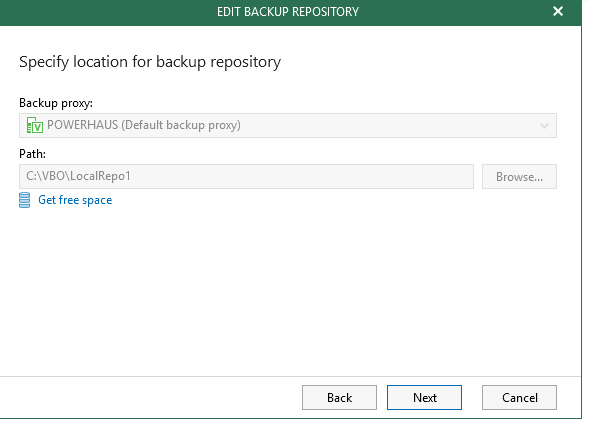 EDIT BACKUP REPOSITORY
Specify location for backup repository
Backup proxy:
POWERHAUS (Default backup proxy)
Path:
C:\VBO\LocalRepo1
Browse...
Get free space
Back
Next
Cancel